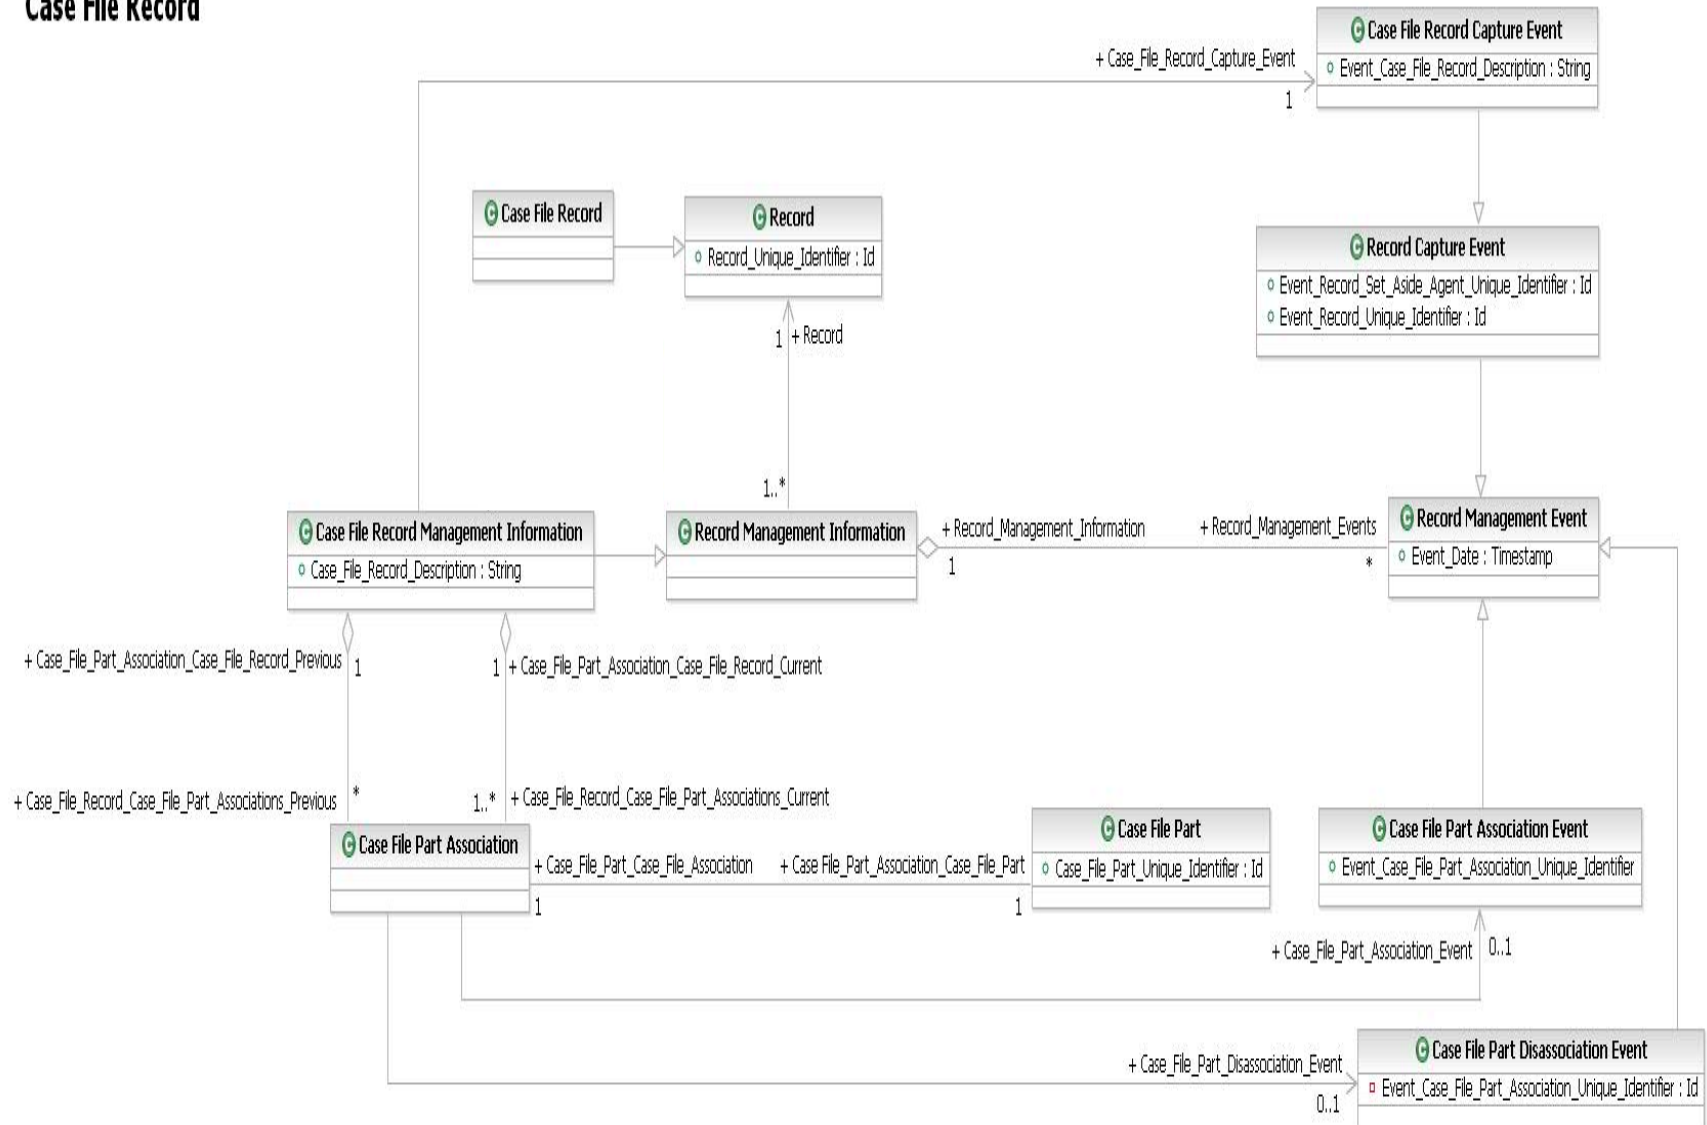 Case File Record
Case File Record Capture Event
Event_Case_File_Record_Description : String
+ Case_File_Record_Capture_Event
1
Case File Record
Record
Record_Unique_Identifier : Id
Record Capture Event
Event_Record_Set_Aside_Agent_Unique_Identifier : Id
Event_Record_Unique_Identifier : Id
1
+ Record
1..*
Case File Record Management Information
Case_File_Record_Description : String
Record Management Information
+ Record_Management_Information
1
+ Record_Management_Events
*
Record Management Event
Event_Date : Timestamp
+ Case_File_Part_Association_Case_File_Record_Previous
1
1
+ Case_File_Part_Association_Case_File_Record_Current
+ Case_File_Record_Case_File_Part_Associations_Previous
*
1..*
+ Case_File_Record_Case_File_Part_Associations_Current
Case File Part Association
+ Case_File_Part_Case_File_Association
1
+ Case File_Part_Association_Case_File_Part
1
Case File Part
Case_File_Part_Unique_Identifier : Id
Case File Part Association Event
Event_Case_File_Part_Association_Unique_Identifier
+ Case_File_Part_Association_Event
0..1
+ Case_File_Part_Disassociation_Event
0..1
Case File Part Disassociation Event
Event_Case_File_Part_Association_Unique_Identifier : Id